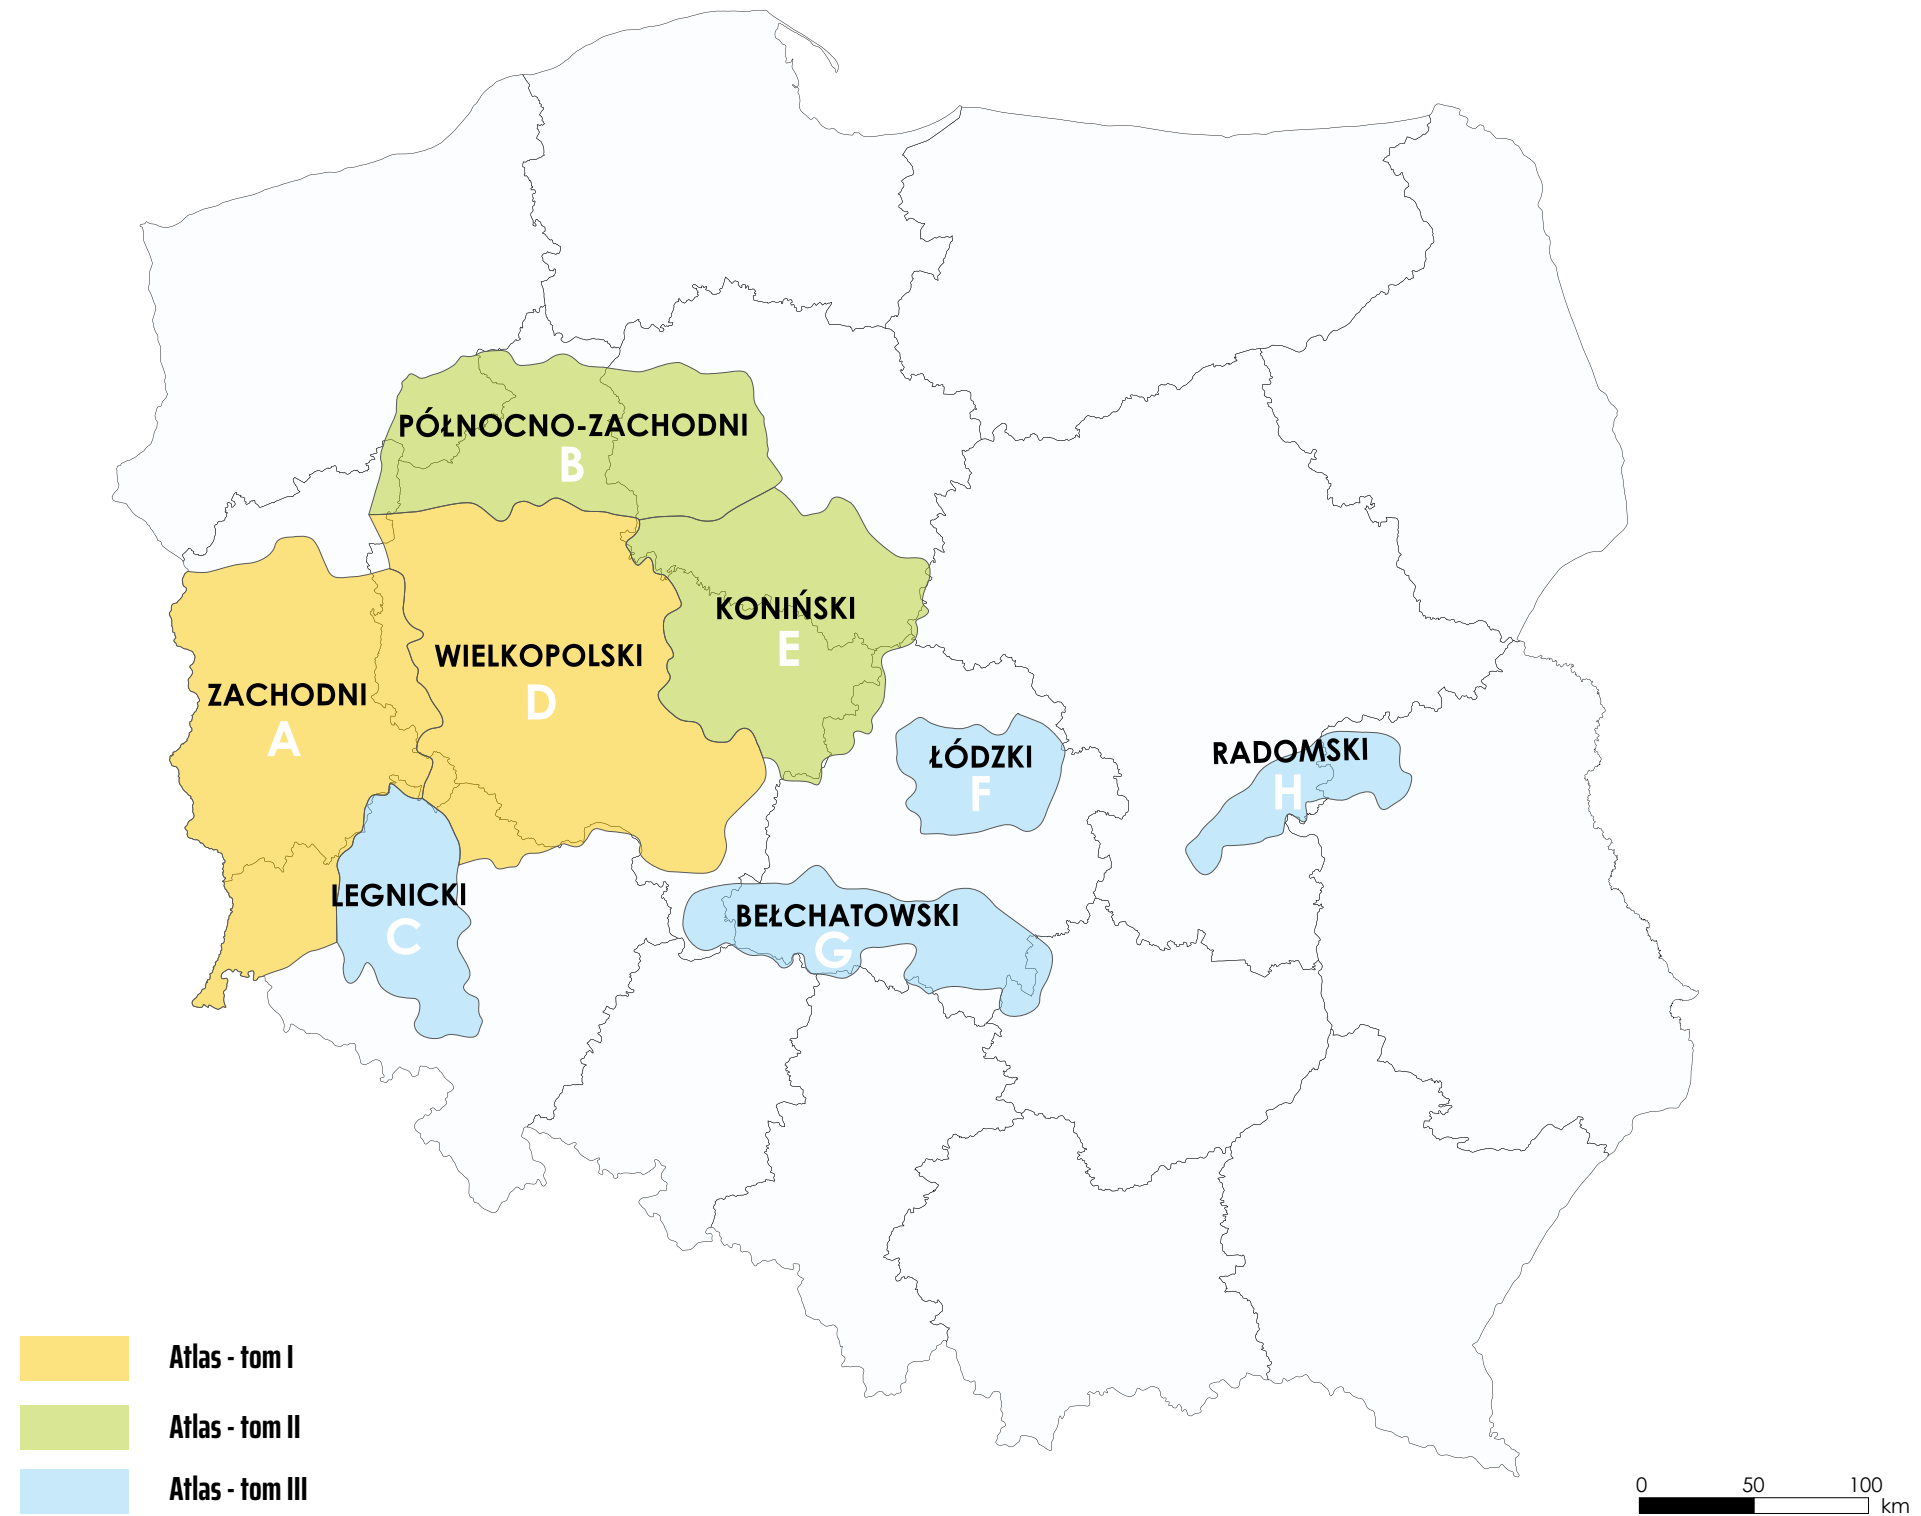 PÓŁNOCNO-ZACHODNI
B
KONIŃSKI
E
WIELKOPOLSKI
D
ZACHODNI
A
ŁÓDZKI
F
RADOMSKI
H
LEGNICKI
C
BEŁCHATOWSKI
G
Atlas - tom I
Atlas - tom II
Atlas - tom III
0 50 100
km